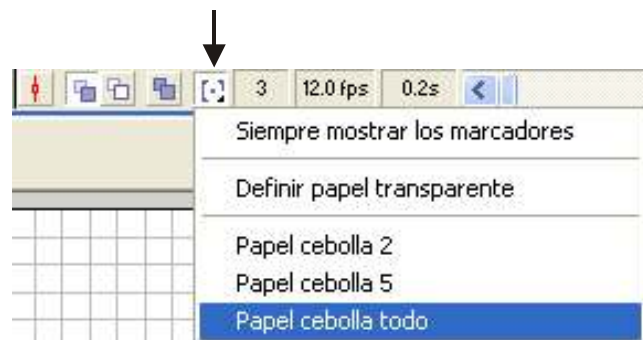 3 12.0 fps 0.2s
Siempre mostrar los marcadores
Definir papel transparente
Papel cebolla 2
Papel cebolla 5
Papel cebolla todo